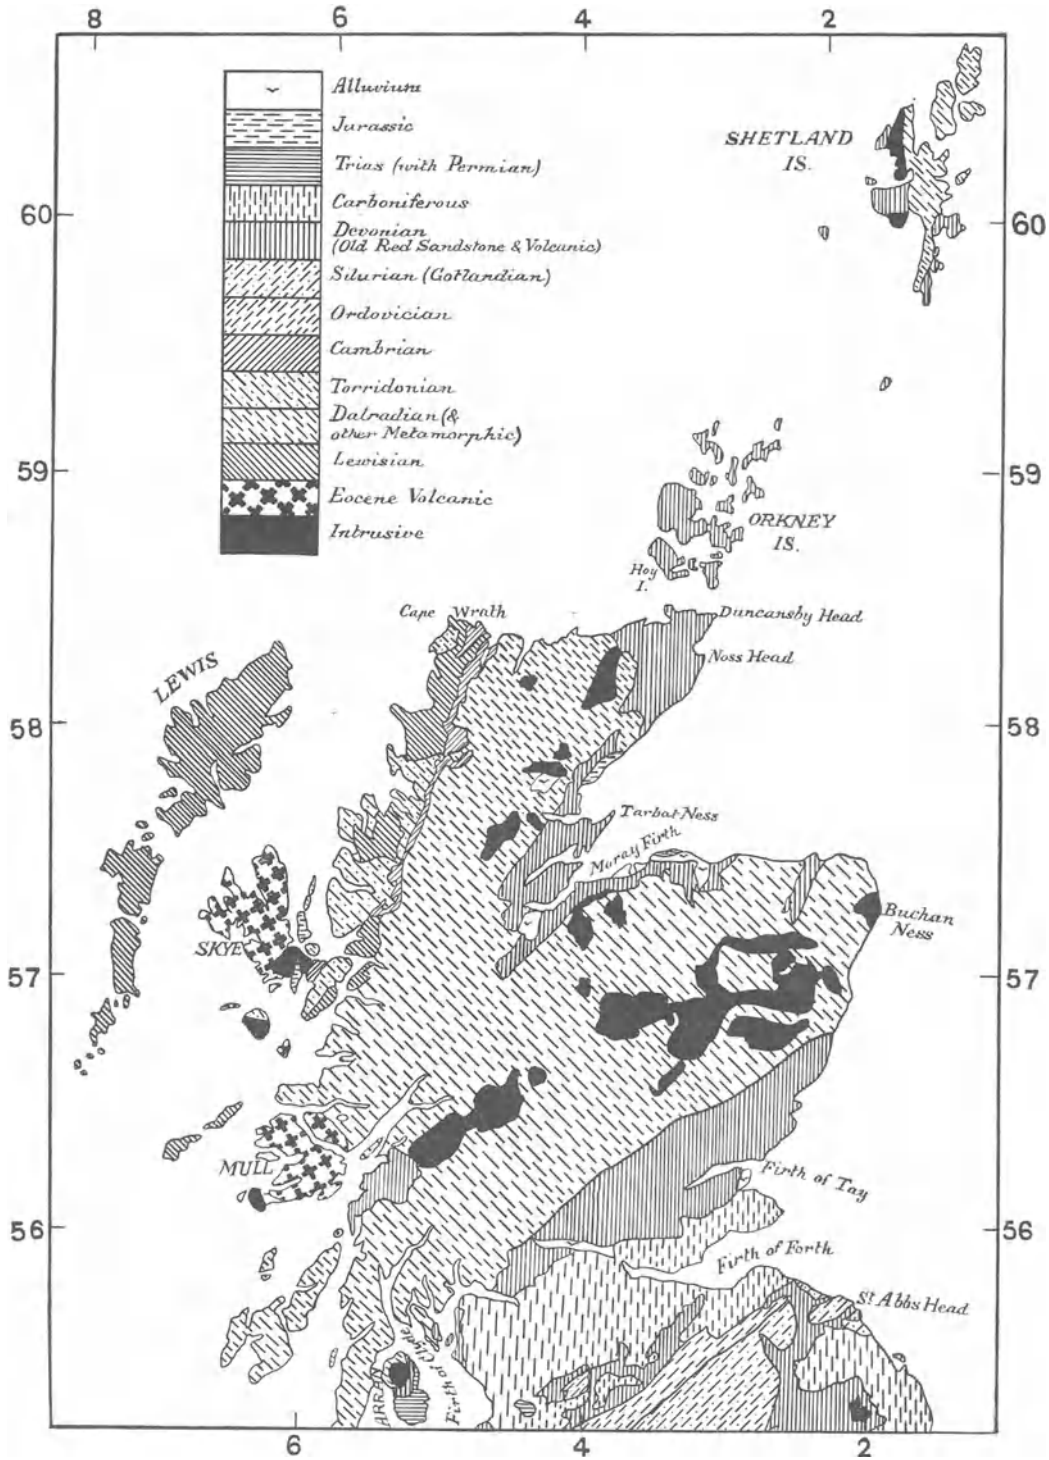 8 6 4 2
Alluvium
Jurassic
Trias (with Permian)
Carboniferous
Devonian
(Old Red Sandstone & Volcanic)
Silurian (Gotlandian)
Ordovician
Cambrian
Torridonian
Dalradian (&
other Metamorphic)
Lewisian
Eocene Volcanic
Intrusive
SHETLAND
IS.
60 60
59 59
ORKNEY
IS.
Hoy
I.
Cape Wrath
Duncansby Head
Noss Head
LEWIS
58 58
Tarbat Ness
Moray Firth
Buchan
Ness
SKYE
57 57
MULL
Firth of Tay
56 56
Firth of Forth
St Abbs Head
ARRAN
Firth of Clyde
6 4 2